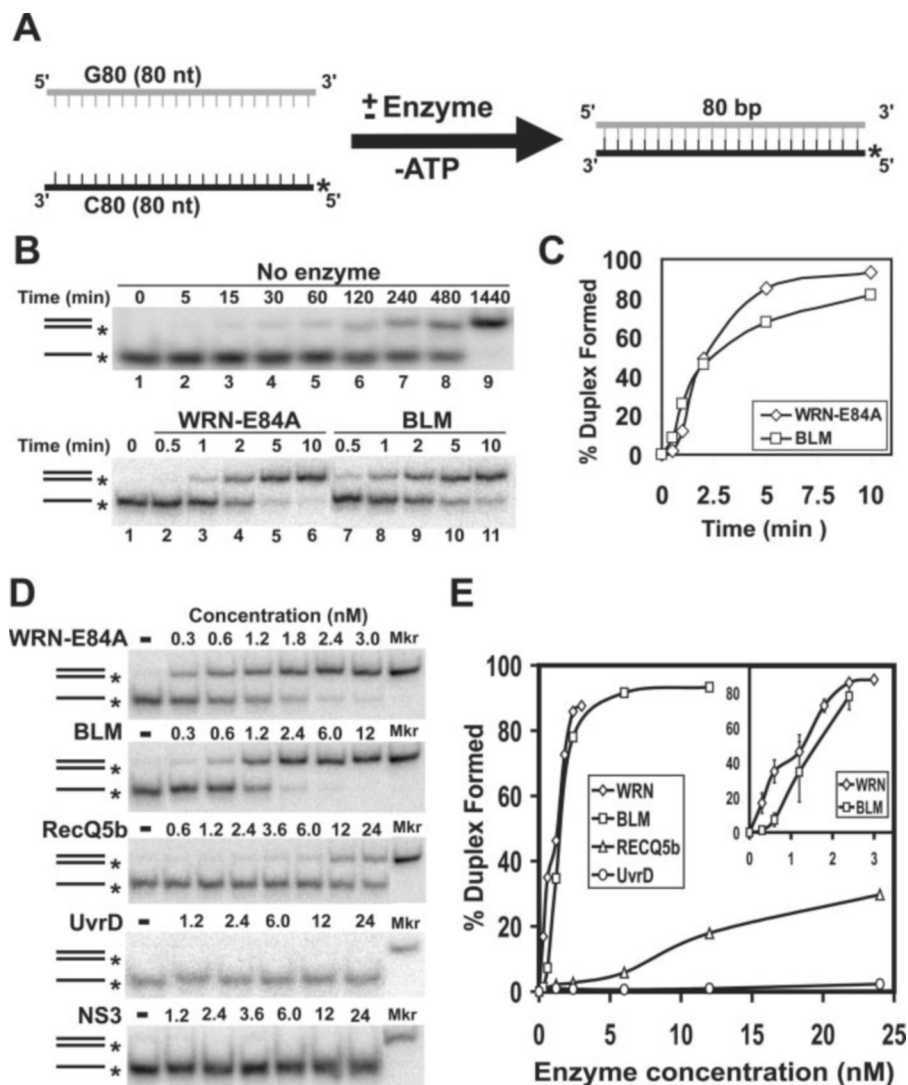 A
5' G80 (80 nt) 3'
3' C80 (80 nt) * 5'
± Enzyme
-ATP
5' 80 bp 3'
3' * 5'
B
No enzyme
Time (min) 0 5 15 30 60 120 240 480 1440
*
*
1 2 3 4 5 6 7 8 9
WRN-E84A BLM
Time (min) 0 0.5 1 2 5 10 0.5 1 2 5 10
*
*
1 2 3 4 5 6 7 8 9 10 11
C
% Duplex Formed
100
80
60
40
20
0
WRN-E84A
BLM
0 2.5 5 7.5 10
Time (min )
D
Concentration (nM)
WRN-E84A - 0.3 0.6 1.2 1.8 2.4 3.0 Mkr
*
*
BLM - 0.3 0.6 1.2 2.4 6.0 12 Mkr
*
*
RecQ5b - 0.6 1.2 2.4 3.6 6.0 12 24 Mkr
*
*
UvrD - 1.2 2.4 6.0 12 24 Mkr
*
*
NS3 - 1.2 2.4 3.6 6.0 12 24 Mkr
*
*
E
% Duplex Formed
100
80
60
40
20
0
WRN
BLM
RECQ5b
UvrD
80
60
40
20
0
WRN
BLM
0 1 2 3
0 5 10 15 20 25
Enzyme concentration (nM)